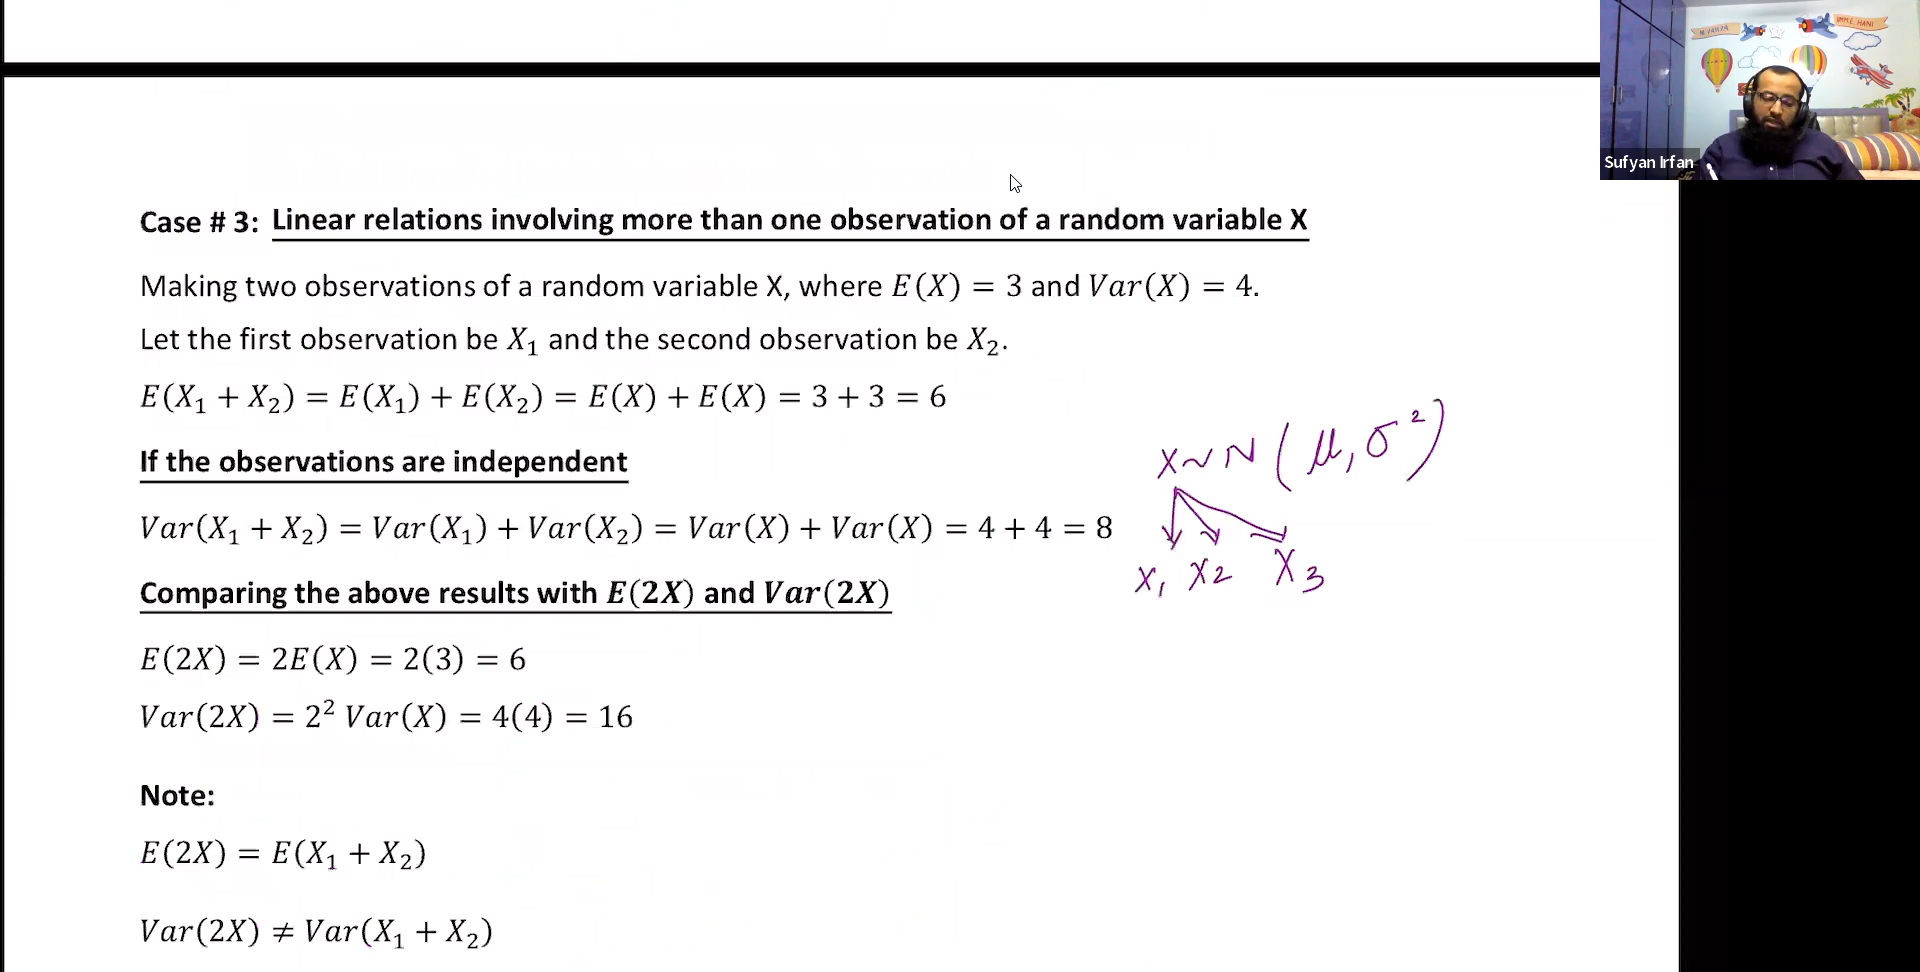 M. YAHYA
UMME HANI
Sufyan Irfan
Case # 3: Linear relations involving more than one observation of a random variable X
Making two observations of a random variable X, where E(X) = 3 and Var(X) = 4.
Let the first observation be X₁ and the second observation be X₂.
E(X₁ + X₂) = E(X₁) + E(X₂) = E(X) + E(X) = 3 + 3 = 6
X ~ N (μ, σ²)
If the observations are independent
Var(X₁ + X₂) = Var(X₁) + Var(X₂) = Var(X) + Var(X) = 4 + 4 = 8
X₁ X2 X₃
Comparing the above results with E(2X) and Var(2X)
E(2X) = 2E(X) = 2(3) = 6
Var(2X) = 2² Var(X) = 4(4) = 16
Note:
E(2X) = E(X₁ + X₂)
Var(2X) ≠ Var(X₁ + X₂)